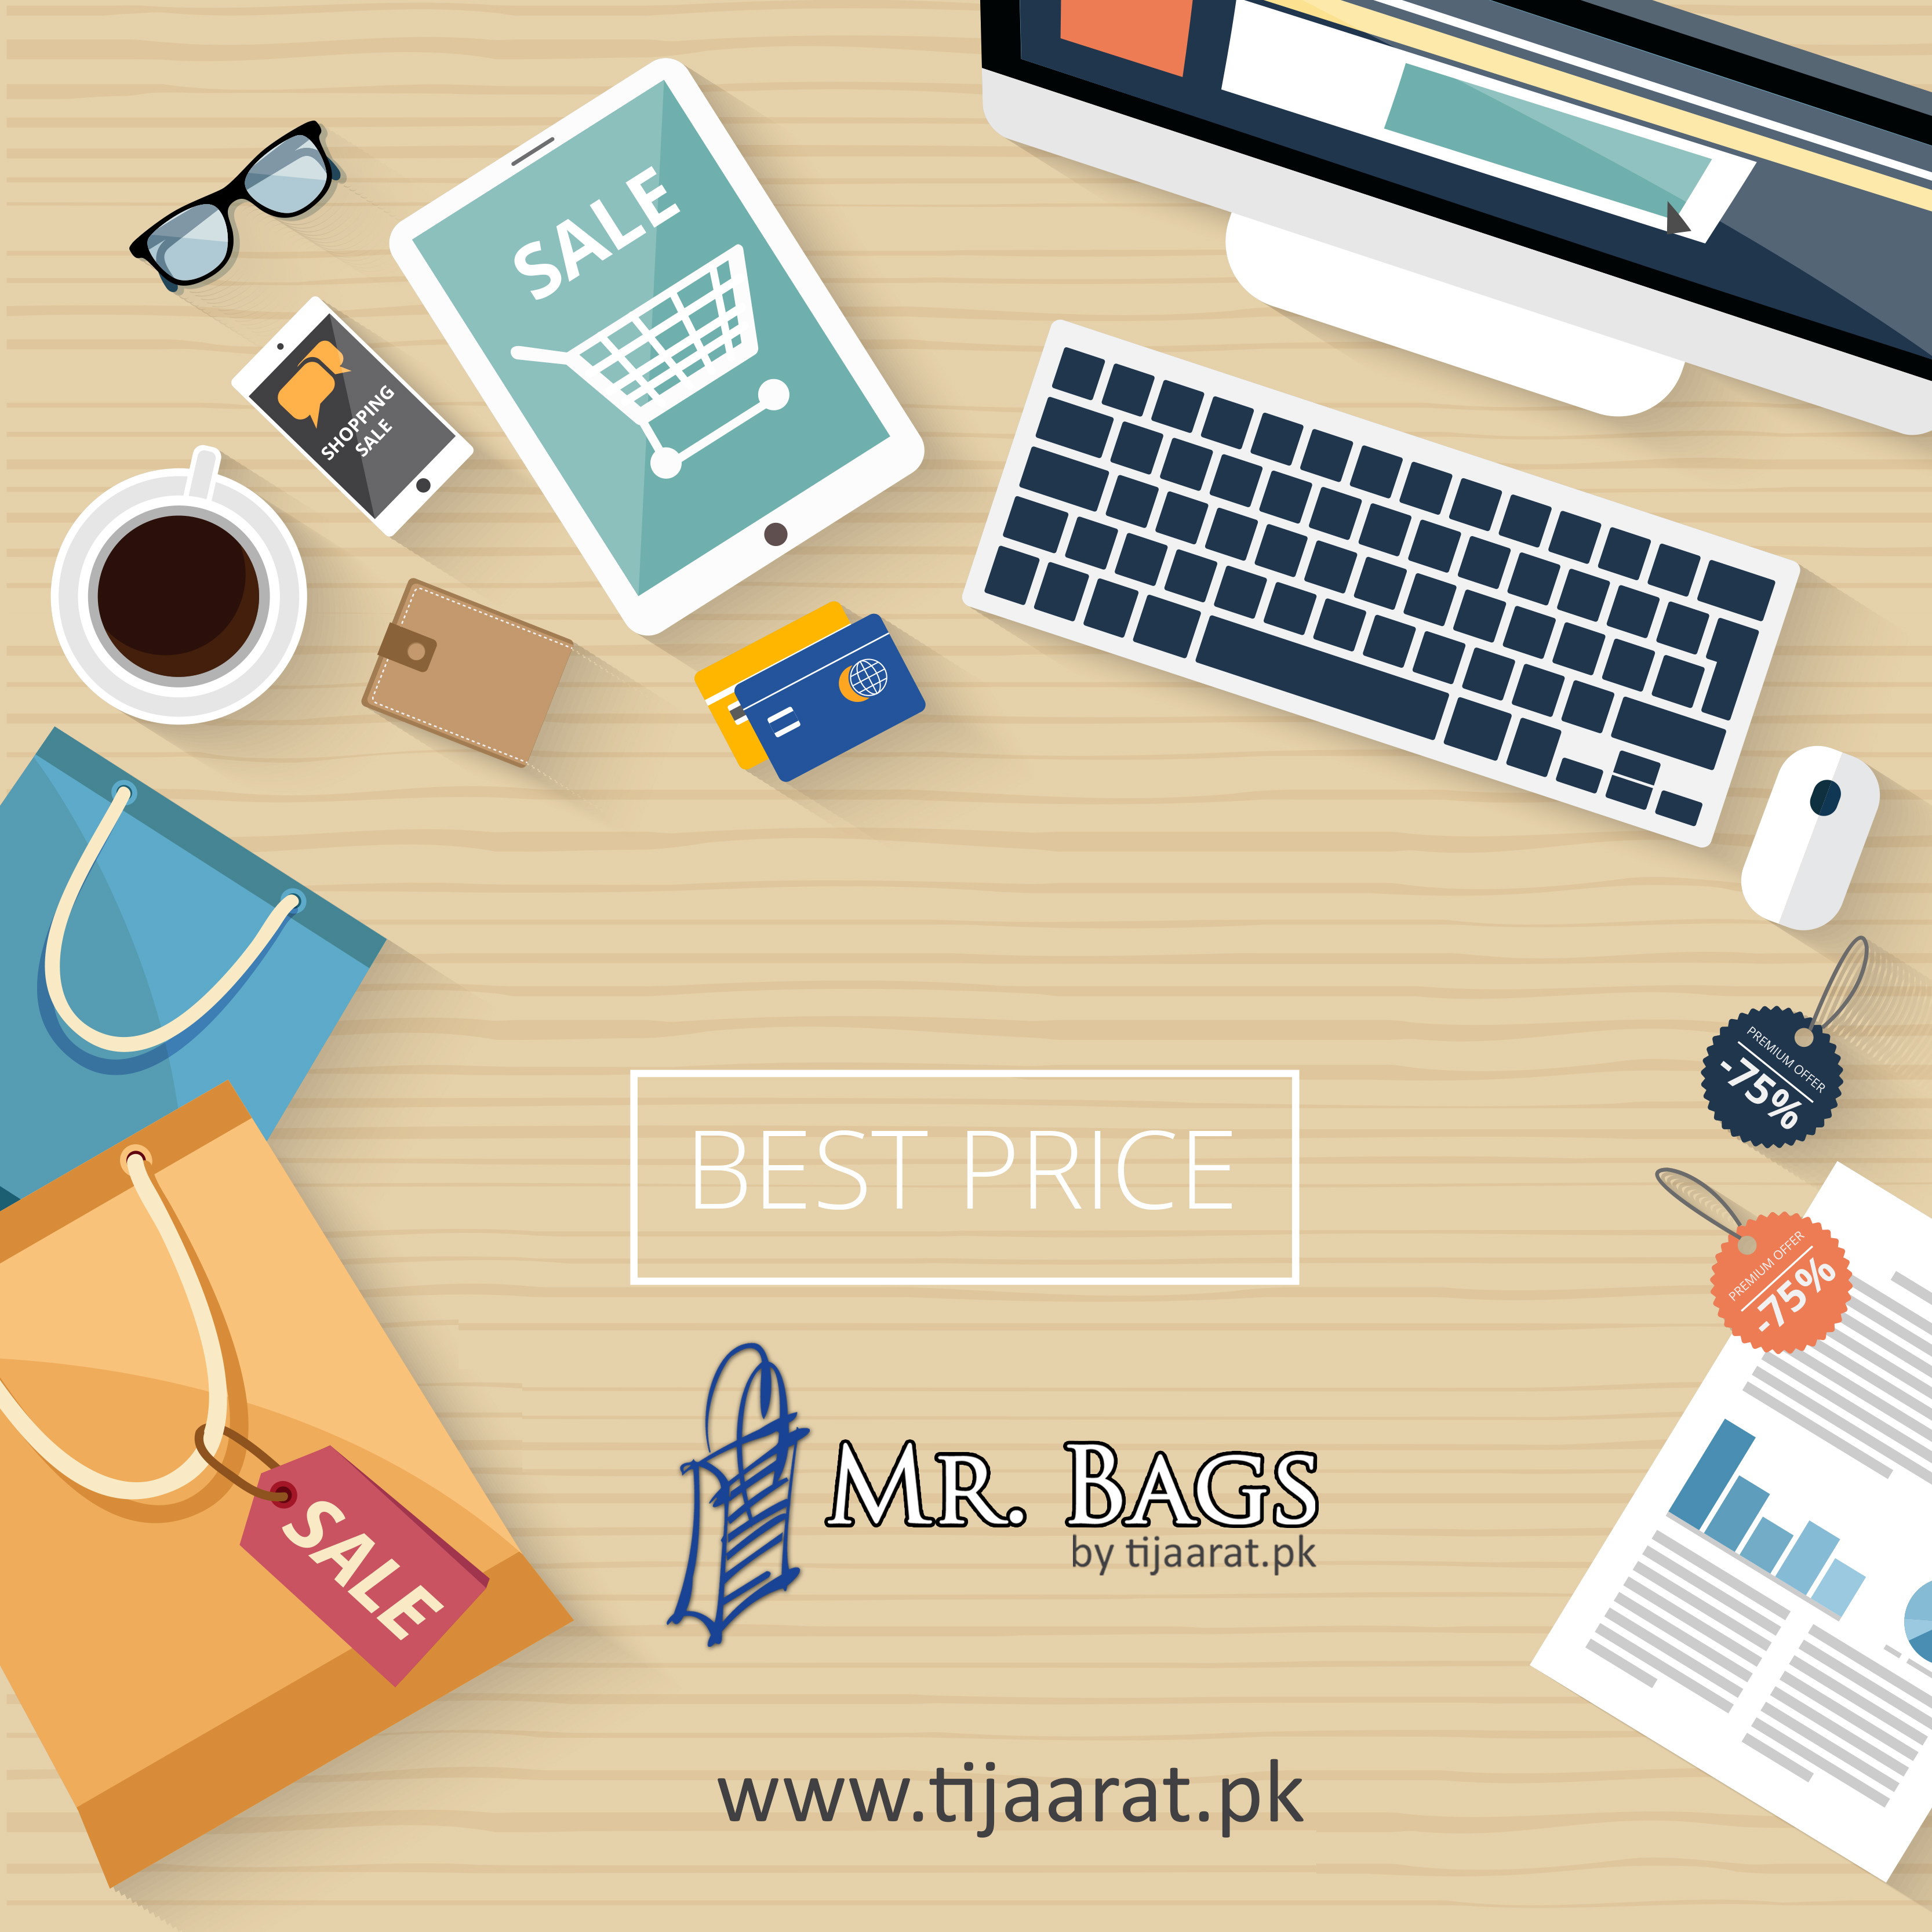 SALE
SHOPPING
SALE
PREMIUM OFFER
-75%
BEST PRICE
PREMIUM OFFER
-75%
SALE
MR. BAGS
by tijaarat.pk
www.tijaarat.pk